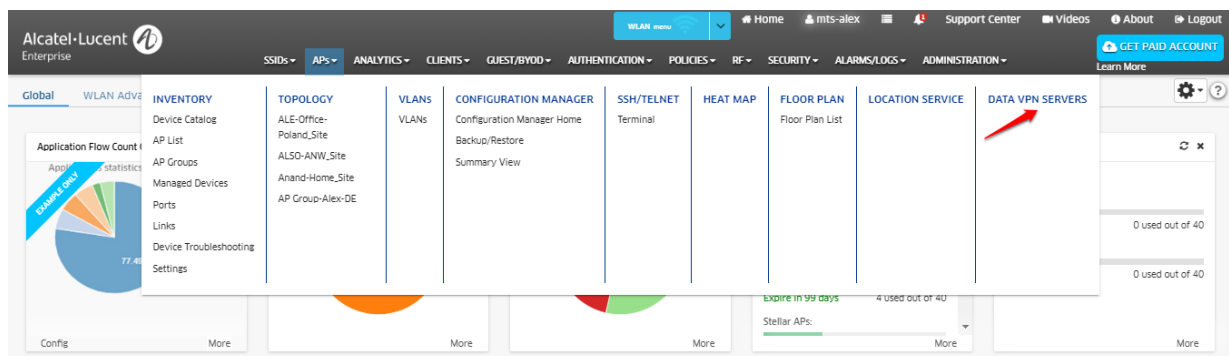 WLAN menu
Home
mts-alex
Support Center
Videos
About
Logout
Alcatel·Lucent
Enterprise
GET PAID ACCOUNT
Learn More
SSIDs
APs
ANALYTICS
CLIENTS
GUEST/BYOD
AUTHENTICATION
POLICIES
RF
SECURITY
ALARMS/LOGS
ADMINISTRATION
Global
WLAN Adva
INVENTORY
Device Catalog
AP List
AP Groups
Managed Devices
Ports
Links
Device Troubleshooting
Settings
TOPOLOGY
ALE-Office-
Poland_Site
ALSO-ANW_Site
Anand-Home_Site
AP Group-Alex-DE
VLANS
VLANs
CONFIGURATION MANAGER
Configuration Manager Home
Backup/Restore
Summary View
SSH/TELNET
Terminal
HEAT MAP
FLOOR PLAN
Floor Plan List
LOCATION SERVICE
DATA VPN SERVERS
Application Flow Count
statistics
EXAMPLE ONLY
77.4
Config
More
More
More
Expire in 99 days
4 used out of 40
Stellar APs:
More
0 used out of 40
0 used out of 40
More